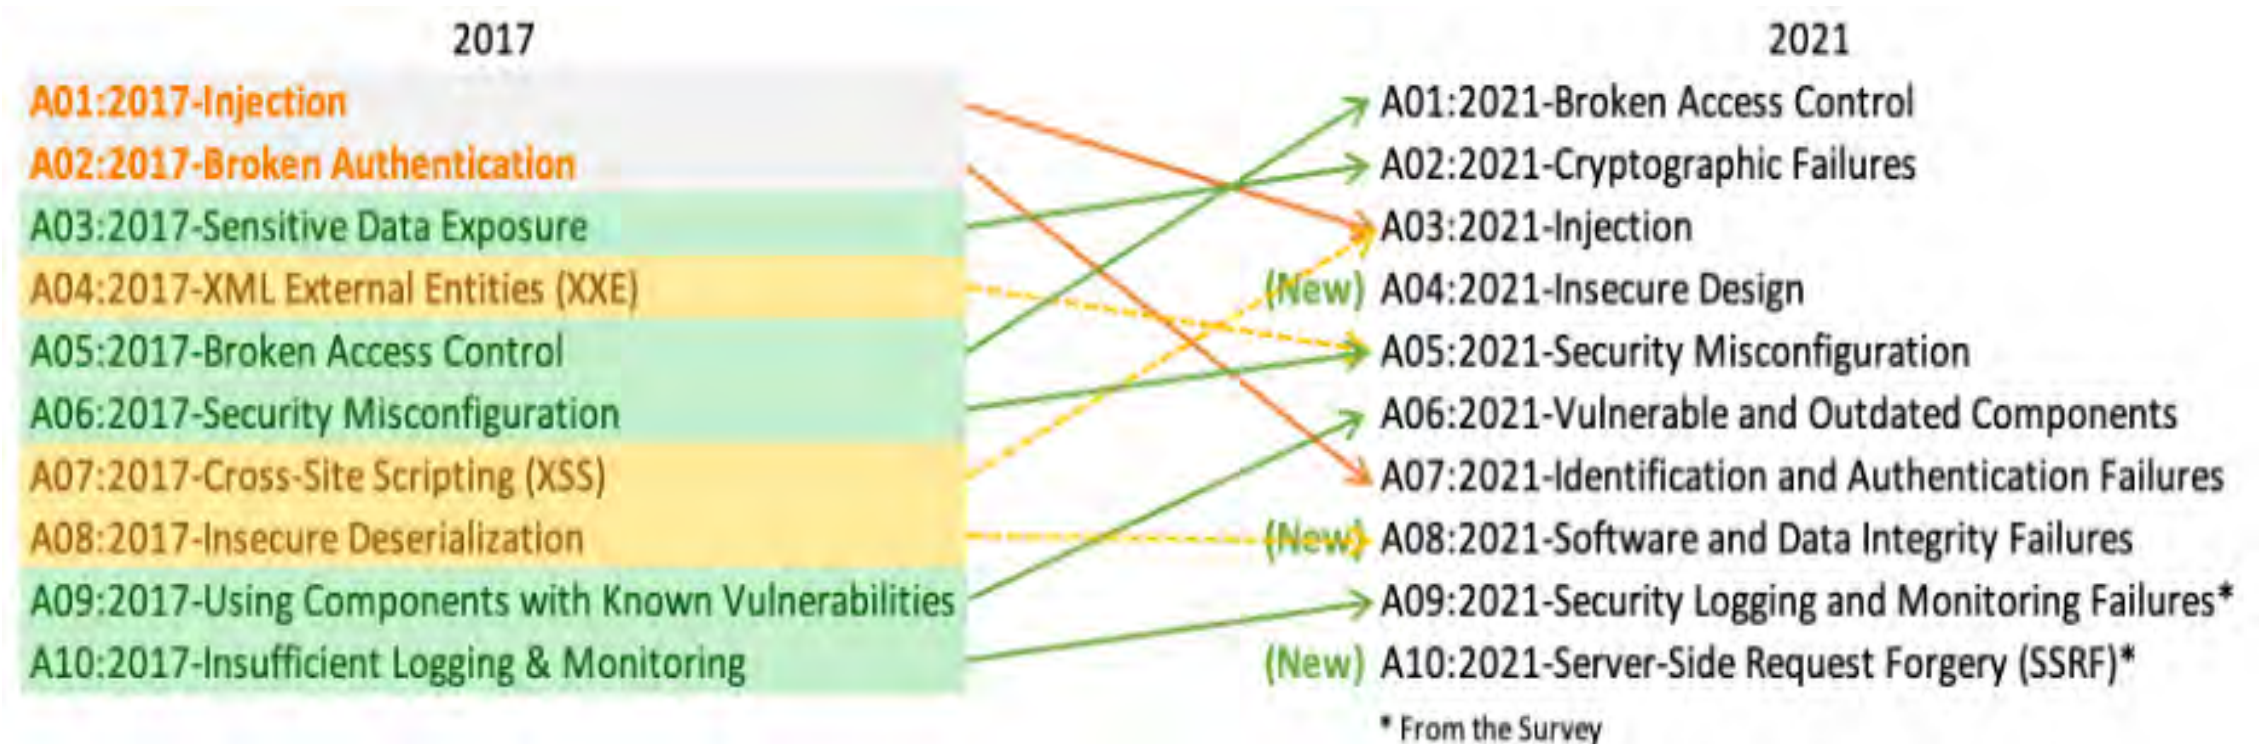 2017
A01:2017-Injection
A02:2017-Broken Authentication
A03:2017-Sensitive Data Exposure
A04:2017-XML External Entities (XXE)
A05:2017-Broken Access Control
A06:2017-Security Misconfiguration
A07:2017-Cross-Site Scripting (XSS)
A08:2017-Insecure Deserialization
A09:2017-Using Components with Known Vulnerabilities
A10:2017-Insufficient Logging & Monitoring
2021
A01:2021-Broken Access Control
A02:2021-Cryptographic Failures
A03:2021-Injection
(New) A04:2021-Insecure Design
A05:2021-Security Misconfiguration
A06:2021-Vulnerable and Outdated Components
A07:2021-Identification and Authentication Failures
(New) A08:2021-Software and Data Integrity Failures
A09:2021-Security Logging and Monitoring Failures*
(New) A10:2021-Server-Side Request Forgery (SSRF)*
* From the Survey